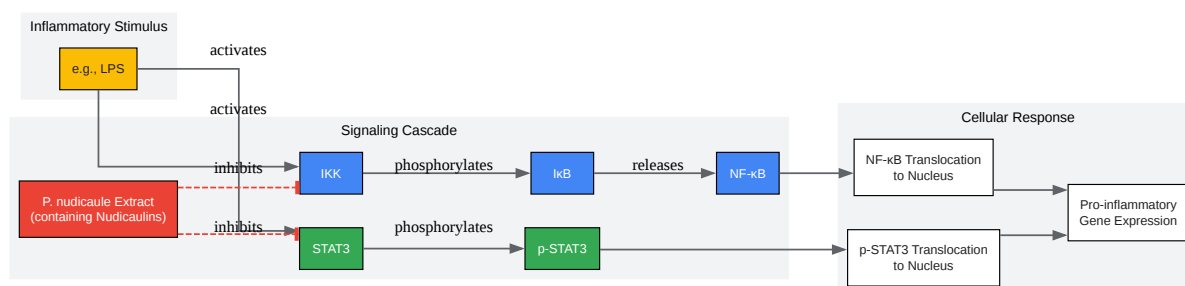 Inflammatory Stimulus
e.g., LPS
activates
activates
Signaling Cascade
Cellular Response
inhibits
IKK
phosphorylates
IκB
releases
NF-κB
NF-κB Translocation
to Nucleus
P. nudicaule Extract
(containing Nudicaulins)
Pro-inflammatory
Gene Expression
inhibits
STAT3
phosphorylates
p-STAT3
p-STAT3 Translocation
to Nucleus